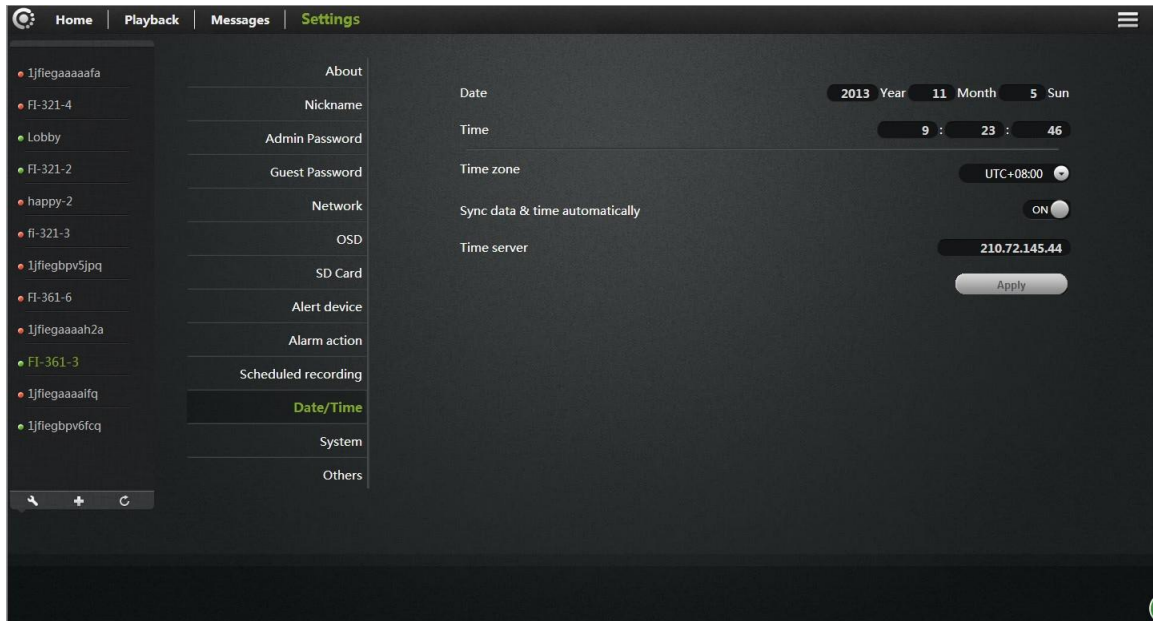 Home Playback Messages Settings
1jfiegaaaaafa
FI-321-4
Lobby
FI-321-2
happy-2
fi-321-3
1jfiegbpv5jpq
FI-361-6
1jfiegaaaah2a
FI-361-3
1jfiegaaaaifq
1jfiegbpv6fcq
About
Nickname
Admin Password
Guest Password
Network
OSD
SD Card
Alert device
Alarm action
Scheduled recording
Date/Time
System
Others
Date 2013 Year 11 Month 5 Sun
Time 9 : 23 : 46
Time zone UTC+08:00
Sync data & time automatically ON
Time server 210.72.145.44
Apply